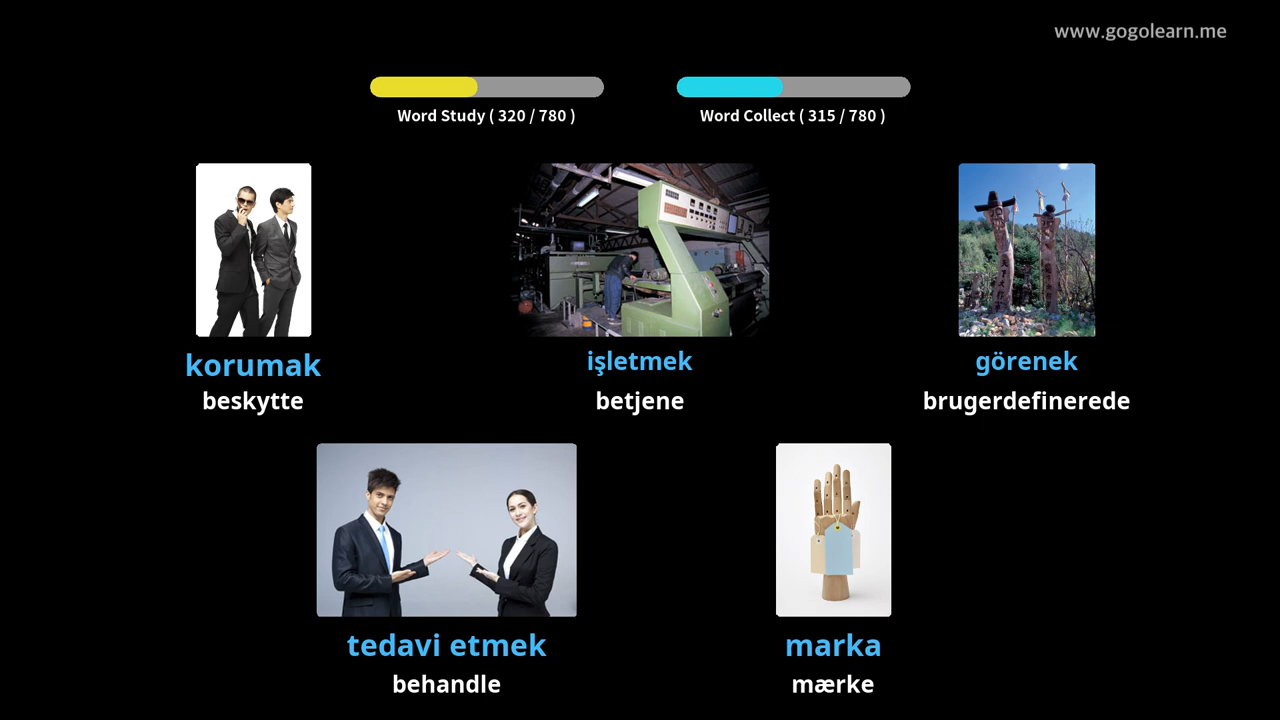 www.gogolearn.me
Word Study ( 320 / 780 )
Word Collect ( 315 / 780 )
korumak
beskytte
işletmek
betjene
görenek
brugerdefinerede
tedavi etmek
behandle
marka
mærke